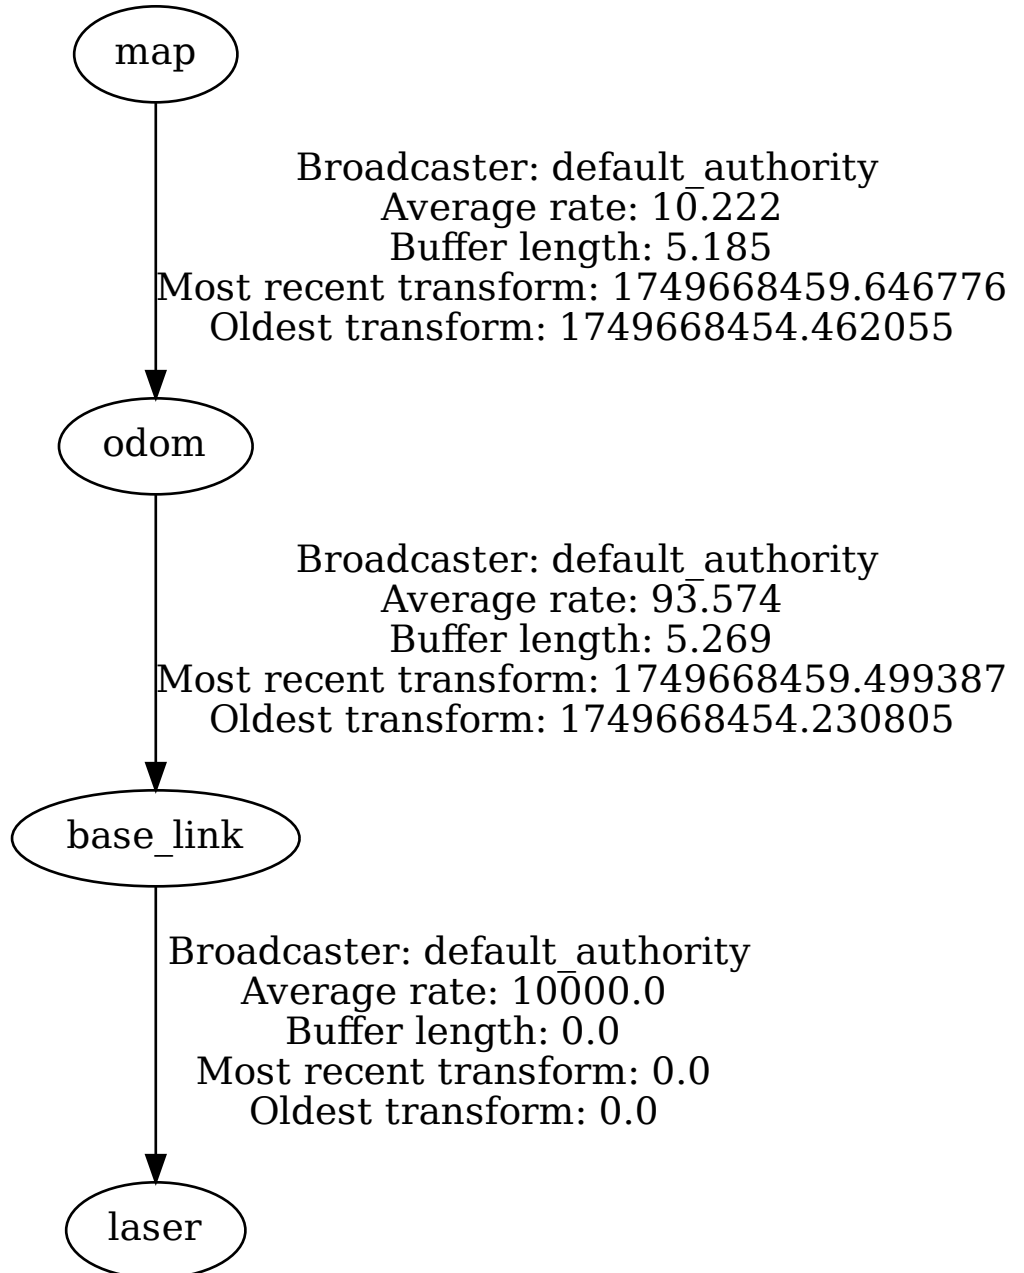 map
Broadcaster: default_authority
Average rate: 10.222
Buffer length: 5.185
Most recent transform: 1749668459.646776
Oldest transform: 1749668454.462055
odom
Broadcaster: default_authority
Average rate: 93.574
Buffer length: 5.269
Most recent transform: 1749668459.499387
Oldest transform: 1749668454.230805
base_link
Broadcaster: default_authority
Average rate: 10000.0
Buffer length: 0.0
Most recent transform: 0.0
Oldest transform: 0.0
laser